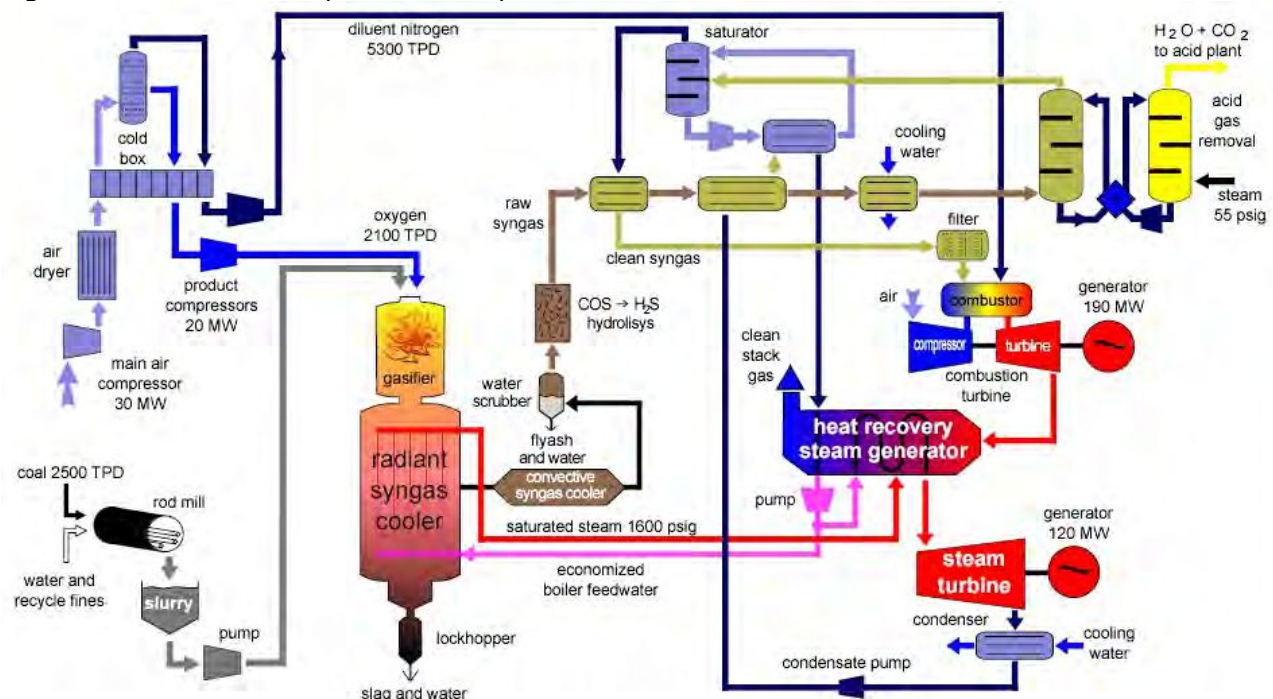 diluent nitrogen
5300 TPD
saturator
H2O + CO2
to acid plant
cold
box
cooling
water
acid
gas
removal
raw
syngas
steam
55 psig
oxygen
2100 TPD
air
dryer
filter
clean syngas
product
compressors
20 MW
COS → H2S
hydrolisys
air
combustor
generator
190 MW
compressor
turbine
clean
stack
gas
combustion
turbine
main air
compressor
30 MW
gasifier
water
scrubber
heat recovery
steam generator
flyash
and water
radiant
syngas
cooler
convective
syngas cooler
coal 2500 TPD
rod mill
pump
generator
120 MW
saturated steam 1600 psig
steam
turbine
water and
recycle fines
slurry
economized
boiler feedwater
pump
lockhopper
condenser
cooling
water
condensate pump
slag and water